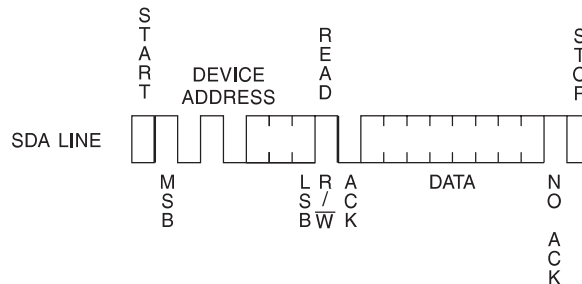 START
READ
STOP
DEVICE
ADDRESS
SDA LINE
MSB
LSB
R/W
ACK
DATA
NO ACK